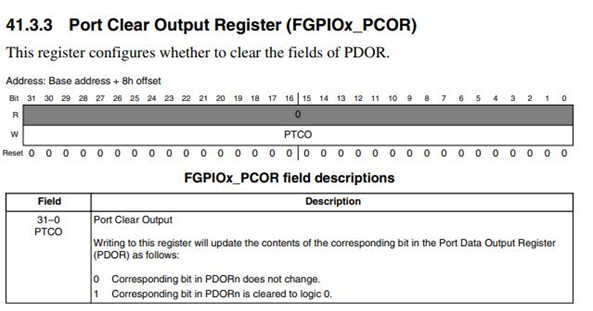 41.3.3 Port Clear Output Register (FGPIOx_PCOR)
This register configures whether to clear the fields of PDOR.
Address: Base address + 8h offset
Bit 31 30 29 28 27 26 25 24 23 22 21 20 19 18 17 16 15 14 13 12 11 10 9 8 7 6 5 4 3 2 1 0
R 0
W PTCO
Reset 0 0 0 0 0 0 0 0 0 0 0 0 0 0 0 0 0 0 0 0 0 0 0 0 0 0 0 0 0 0 0 0
FGPIOx_PCOR field descriptions
Field Description
31–0 Port Clear Output
PTCO
Writing to this register will update the contents of the corresponding bit in the Port Data Output Register
(PDOR) as follows:
0 Corresponding bit in PDORn does not change.
1 Corresponding bit in PDORn is cleared to logic 0.